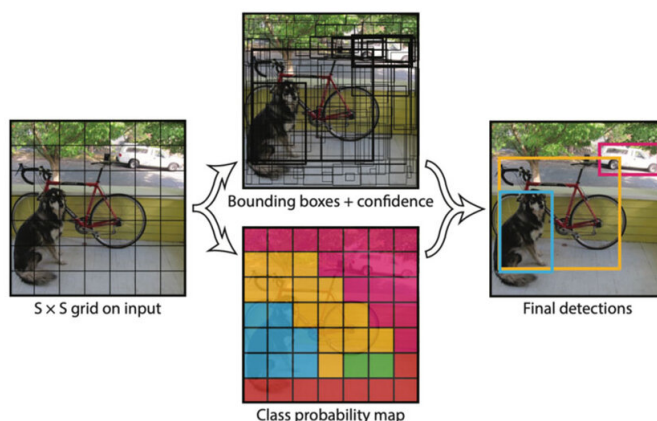 Bounding boxes + confidence
S × S grid on input
Final detections
Class probability map